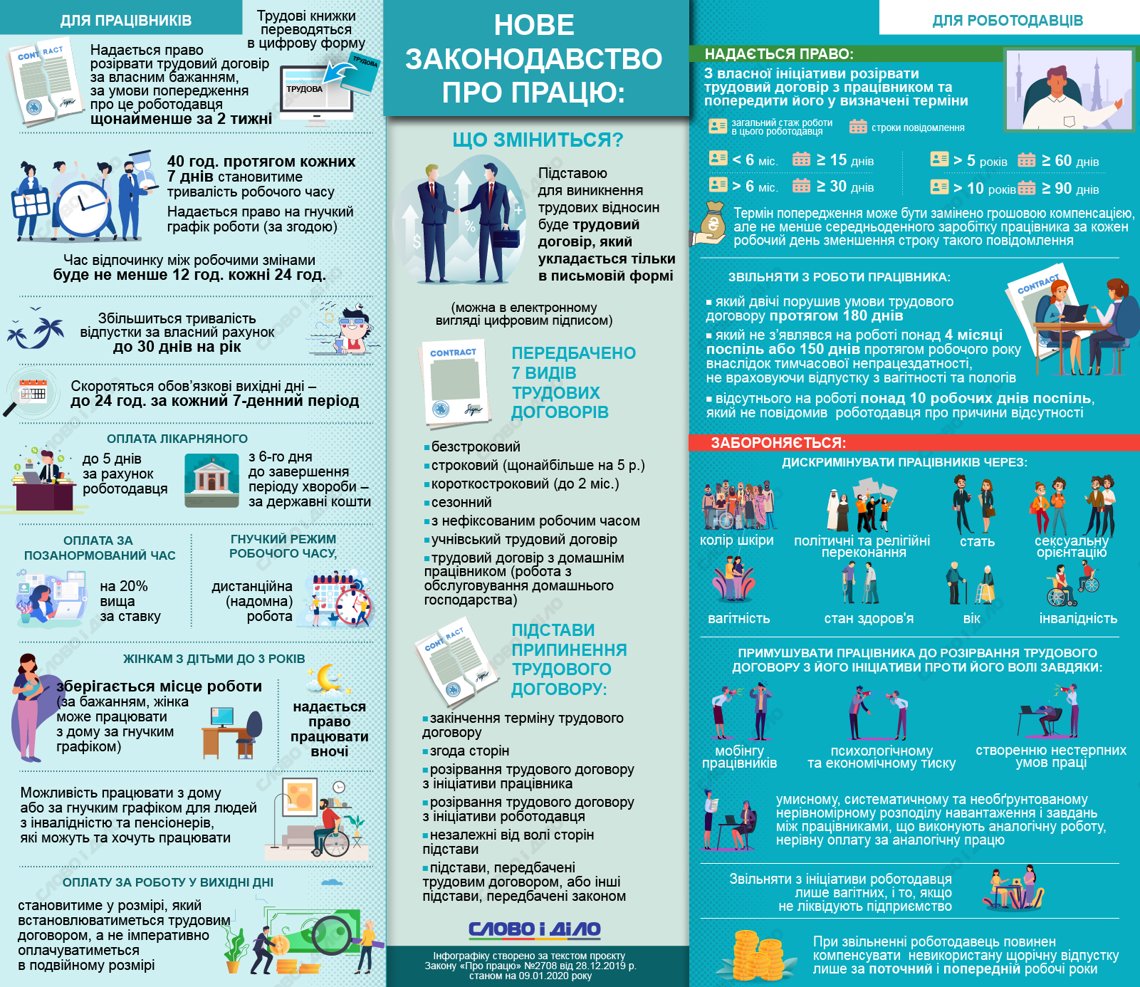 ДЛЯ ПРАЦІВНИКІВ
CONTRACT
Надається право
розірвати трудовий договір
за власним бажанням,
за умови попередження
про це роботодавця
щонайменше за 2 тижні
Трудові книжки
переводяться
в цифрову форму
ТРУДОВА
ТРУДОВА
40 год. протягом кожних
7 днів становитиме
тривалість робочого часу
Надається право на гнучкий
графік роботи (за згодою)
Час відпочинку між робочими змінами
буде не менше 12 год. кожні 24 год.
Збільшиться тривалість
відпустки за власний рахунок
до 30 днів на рік
Скоротяться обов’язкові вихідні дні –
до 24 год. за кожний 7-денний період
ОПЛАТА ЛІКАРНЯНОГО
до 5 днів
за рахунок
роботодавця
з 6-го дня
до завершення
періоду хвороби –
за державні кошти
ОПЛАТА ЗА
ПОЗАНОРМОВАНИЙ ЧАС
на 20%
вища
за ставку
ГНУЧКИЙ РЕЖИМ
РОБОЧОГО ЧАСУ,
дистанційна
(надомна)
робота
ЖІНКАМ З ДІТЬМИ ДО 3 РОКІВ
зберігається місце роботи
(за бажанням, жінка
може працювати
з дому за гнучким
графіком)
надається
право
працювати
вночі
Можливість працювати з дому
або за гнучким графіком для людей
з інвалідністю та пенсіонерів,
які можуть та хочуть працювати
ОПЛАТУ ЗА РОБОТУ У ВИХІДНІ ДНІ
становитиме у розмірі, який
встановлюватиметься трудовим
договором, а не імперативно
оплачуватиметься
в подвійному розмірі
НОВЕ
ЗАКОНОДАВСТВО
ПРО ПРАЦЮ:
ЩО ЗМІНИТЬСЯ?
Підставою
для виникнення
трудових відносин
буде трудовий
договір, який
укладається тільки
в письмовій формі
(можна в електронному
вигляді цифровим підписом)
CONTRACT
ПЕРЕДБАЧЕНО
7 ВИДІВ
ТРУДОВИХ
ДОГОВОРІВ
▪ безстроковий
▪ строковий (щонайбільше на 5 р.)
▪ короткостроковий (до 2 міс.)
▪ сезонний
▪ з нефіксованим робочим часом
▪ учнівський трудовий договір
▪ трудовий договір з домашнім
працівником (робота з
обслуговування домашнього
господарства)
CONTRACT
ПІДСТАВИ
ПРИПИНЕННЯ
ТРУДОВОГО
ДОГОВОРУ:
▪ закінчення терміну трудового
договору
▪ згода сторін
▪ розірвання трудового договору
з ініціативи працівника
▪ розірвання трудового договору
з ініціативи роботодавця
▪ незалежні від волі сторін
підстави
▪ підстави, передбачені
трудовим договором, або інші
підстави, передбачені законом
СЛОВО і ДІЛО
Інфографіку створено за текстом проєкту
Закону «Про працю» №2708 від 28.12.2019 р.
станом на 09.01.2020 року
ДЛЯ РОБОТОДАВЦІВ
НАДАЄТЬСЯ ПРАВО:
З власної ініціативи розірвати
трудовий договір з працівником та
попередити його у визначені терміни
загальний стаж роботи
в цього роботодавця
строки повідомлення
< 6 міс. ≥ 15 днів
> 5 років ≥ 60 днів
> 6 міс. ≥ 30 днів
> 10 років ≥ 90 днів
Термін попередження може бути замінено грошовою компенсацією,
але не менше середньоденного заробітку працівника за кожен
робочий день зменшення строку такого повідомлення
ЗВІЛЬНЯТИ З РОБОТИ ПРАЦІВНИКА:
▪ який двічі порушив умови трудового
договору протягом 180 днів
▪ який не з’являвся на роботі понад 4 місяці
поспіль або 150 днів протягом робочого року
внаслідок тимчасової непрацездатності,
не враховуючи відпустку з вагітності та пологів
▪ відсутнього на роботі понад 10 робочих днів поспіль,
який не повідомив роботодавця про причини відсутності
CONTRACT
ЗАБОРОНЯЄТЬСЯ:
ДИСКРИМІНУВАТИ ПРАЦІВНИКІВ ЧЕРЕЗ:
колір шкіри
політичні та релігійні
переконання
стать
сексуальну
орієнтацію
вагітність
стан здоров’я
вік
інвалідність
ПРИМУШУВАТИ ПРАЦІВНИКА ДО РОЗІРВАННЯ ТРУДОВОГО
ДОГОВОРУ З ЙОГО ІНІЦІАТИВИ ПРОТИ ЙОГО ВОЛІ ЗАВДЯКИ:
мобінгу
працівників
психологічному
та економічному тиску
створенню нестерпних
умов праці
умисному, систематичному та необґрунтованому
нерівномірному розподілу навантаження і завдань
між працівниками, що виконують аналогічну роботу,
нерівну оплату за аналогічну працю
Звільняти з ініціативи роботодавця
лише вагітних, і то, якщо
не ліквідують підприємство
При звільненні роботодавець повинен
компенсувати невикористану щорічну відпустку
лише за поточний і попередній робочі роки